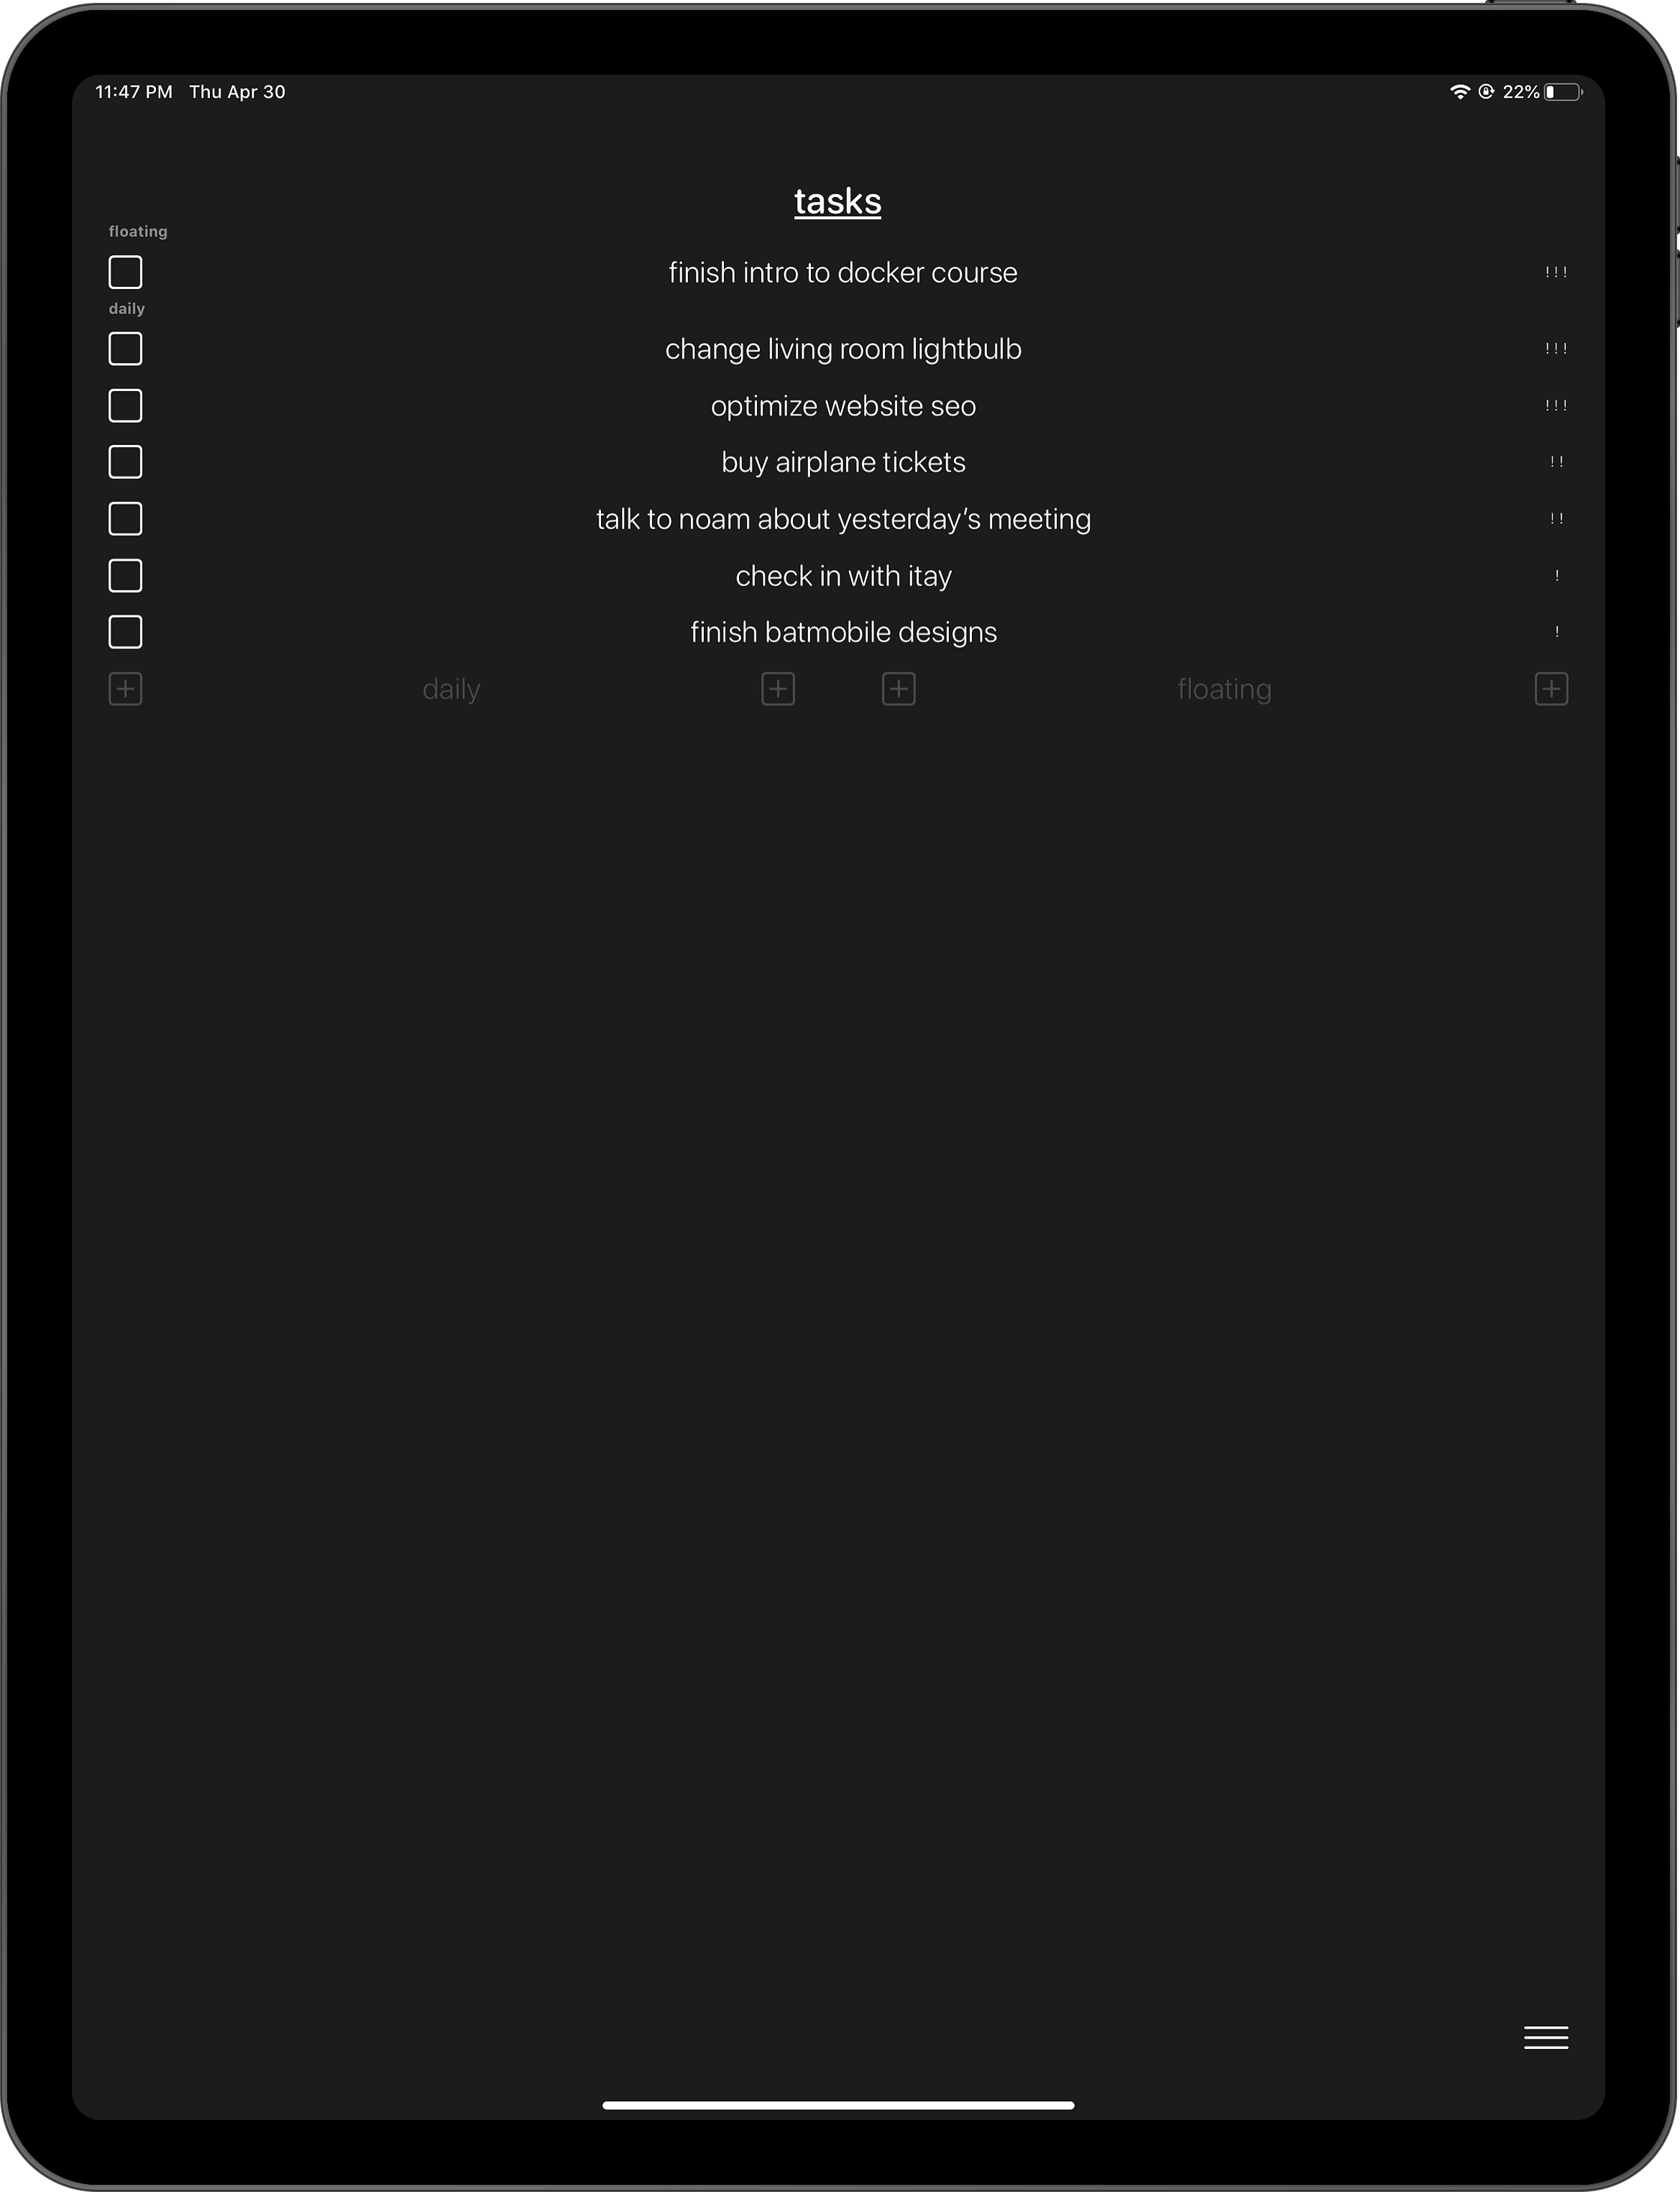 11:47 PM Thu Apr 30 22%
tasks
floating
finish intro to docker course !!!
daily
change living room lightbulb !!!
optimize website seo !!!
buy airplane tickets !!
talk to noam about yesterday’s meeting !!
check in with itay !
finish batmobile designs !
daily floating